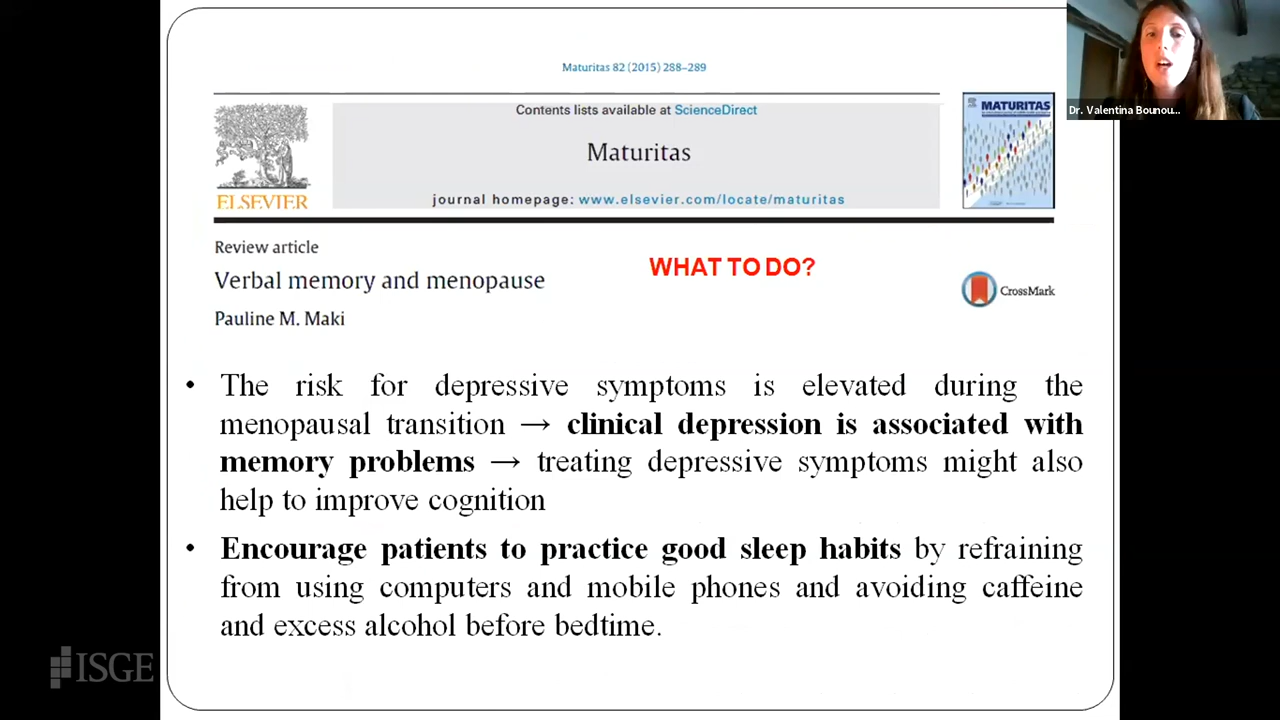 Maturitas 82 (2015) 288–289
Contents lists available at ScienceDirect
Maturitas
journal homepage: www.elsevier.com/locate/maturitas
ELSEVIER
MATURITAS
Review article
WHAT TO DO?
Verbal memory and menopause
CrossMark
Pauline M. Maki
• The risk for depressive symptoms is elevated during the
menopausal transition → clinical depression is associated with
memory problems → treating depressive symptoms might also
help to improve cognition
• Encourage patients to practice good sleep habits by refraining
from using computers and mobile phones and avoiding caffeine
and excess alcohol before bedtime.
Dr. Valentina Bounou...
ISGE